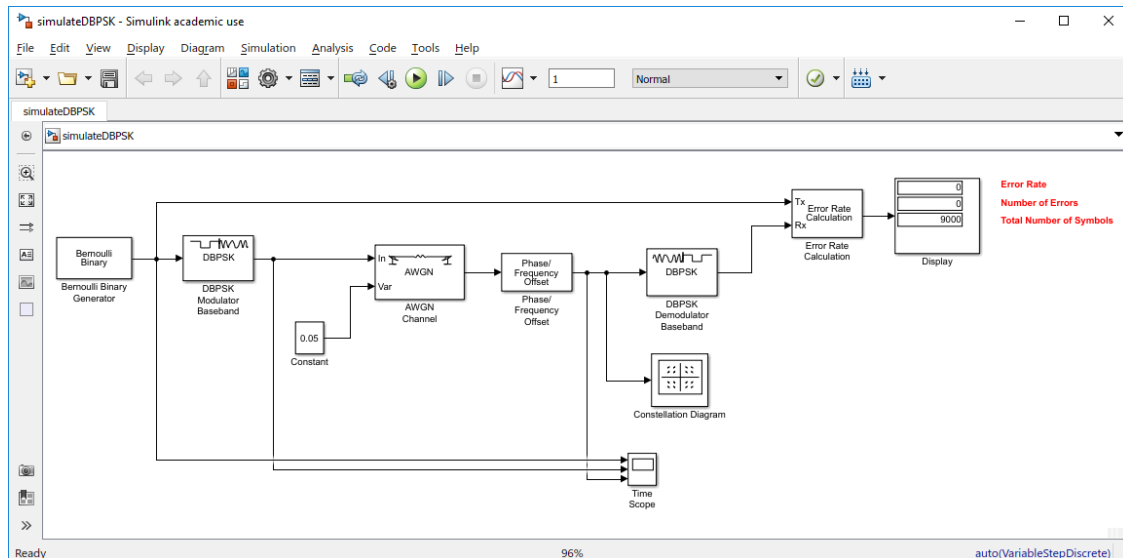 simulateDBPSK - Simulink academic use
File Edit View Display Diagram Simulation Analysis Code Tools Help
1 Normal
simulateDBPSK
simulateDBPSK
Bernoulli
Binary
Bernoulli Binary
Generator
DBPSK
DBPSK
Modulator
Baseband
0.05
Constant
In
Var
AWGN
AWGN
Channel
Phase/
Frequency
Offset
Phase/
Frequency
Offset
DBPSK
DBPSK
Demodulator
Baseband
Constellation Diagram
Time
Scope
Tx
Rx
Error Rate
Calculation
Error Rate
Calculation
0
0
9000
Display
Error Rate
Number of Errors
Total Number of Symbols
Ready 96% auto(VariableStepDiscrete)